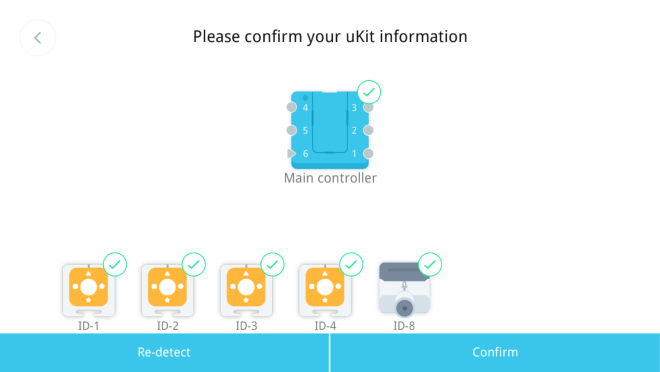 Please confirm your uKit information
4 3
5 2
6 1
Main controller
ID-1 ID-2 ID-3 ID-4 ID-8
Re-detect Confirm